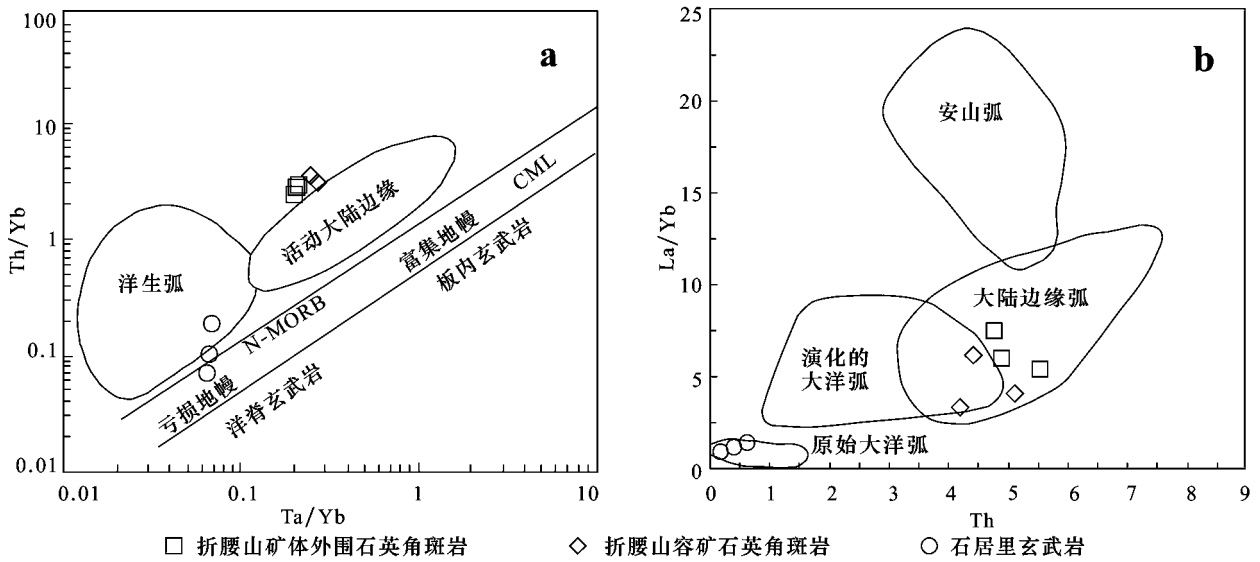 100
10
1
0.1
0.01
Th/Yb
a
洋生弧
活动大陆边缘
CML
富集地幔
板内玄武岩
N-MORB
亏损地幔
洋脊玄武岩
0.01
0.1
1
10
Ta/Yb
25
20
15
10
5
0
La/Yb
b
安山弧
大陆边缘弧
演化的
大洋弧
原始大洋弧
0 1 2 3 4 5 6 7 8 9
Th
折腰山矿体外围石英角斑岩
折腰山容矿石英角斑岩
石居里玄武岩